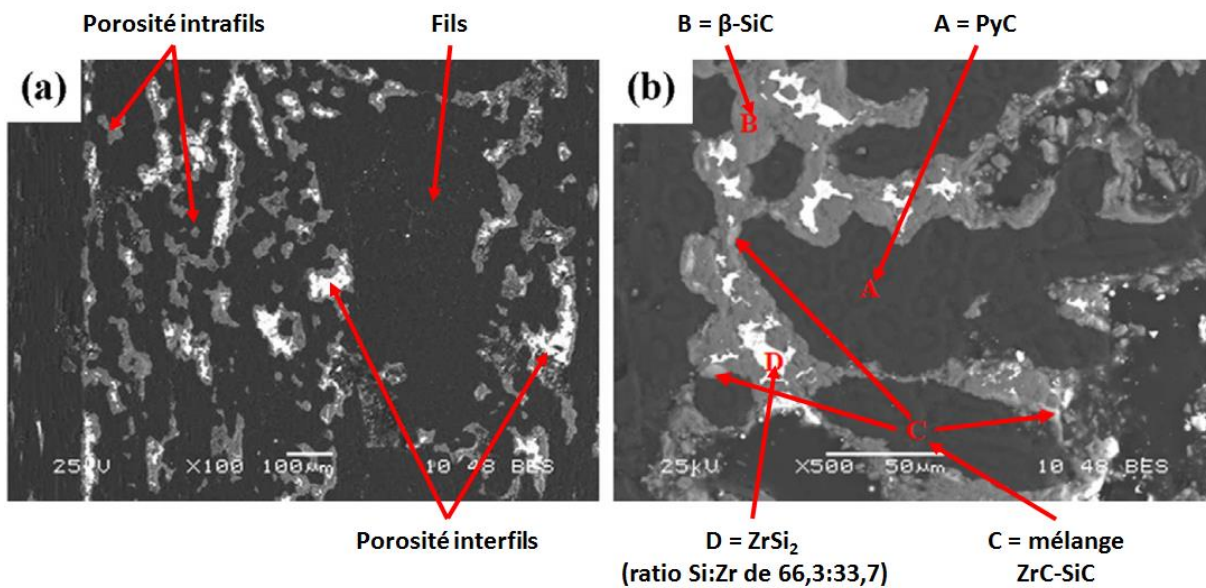 Porosité intrafils
Fils
B = β-SiC
A = PyC
(a)
(b)
B
A
D
C
X100 100µm
10 48 BES
25kV
X500 50µm
10 48 BES
Porosité interfils
D = ZrSi₂
(ratio Si:Zr de 66,3:33,7)
C = mélange
ZrC-SiC